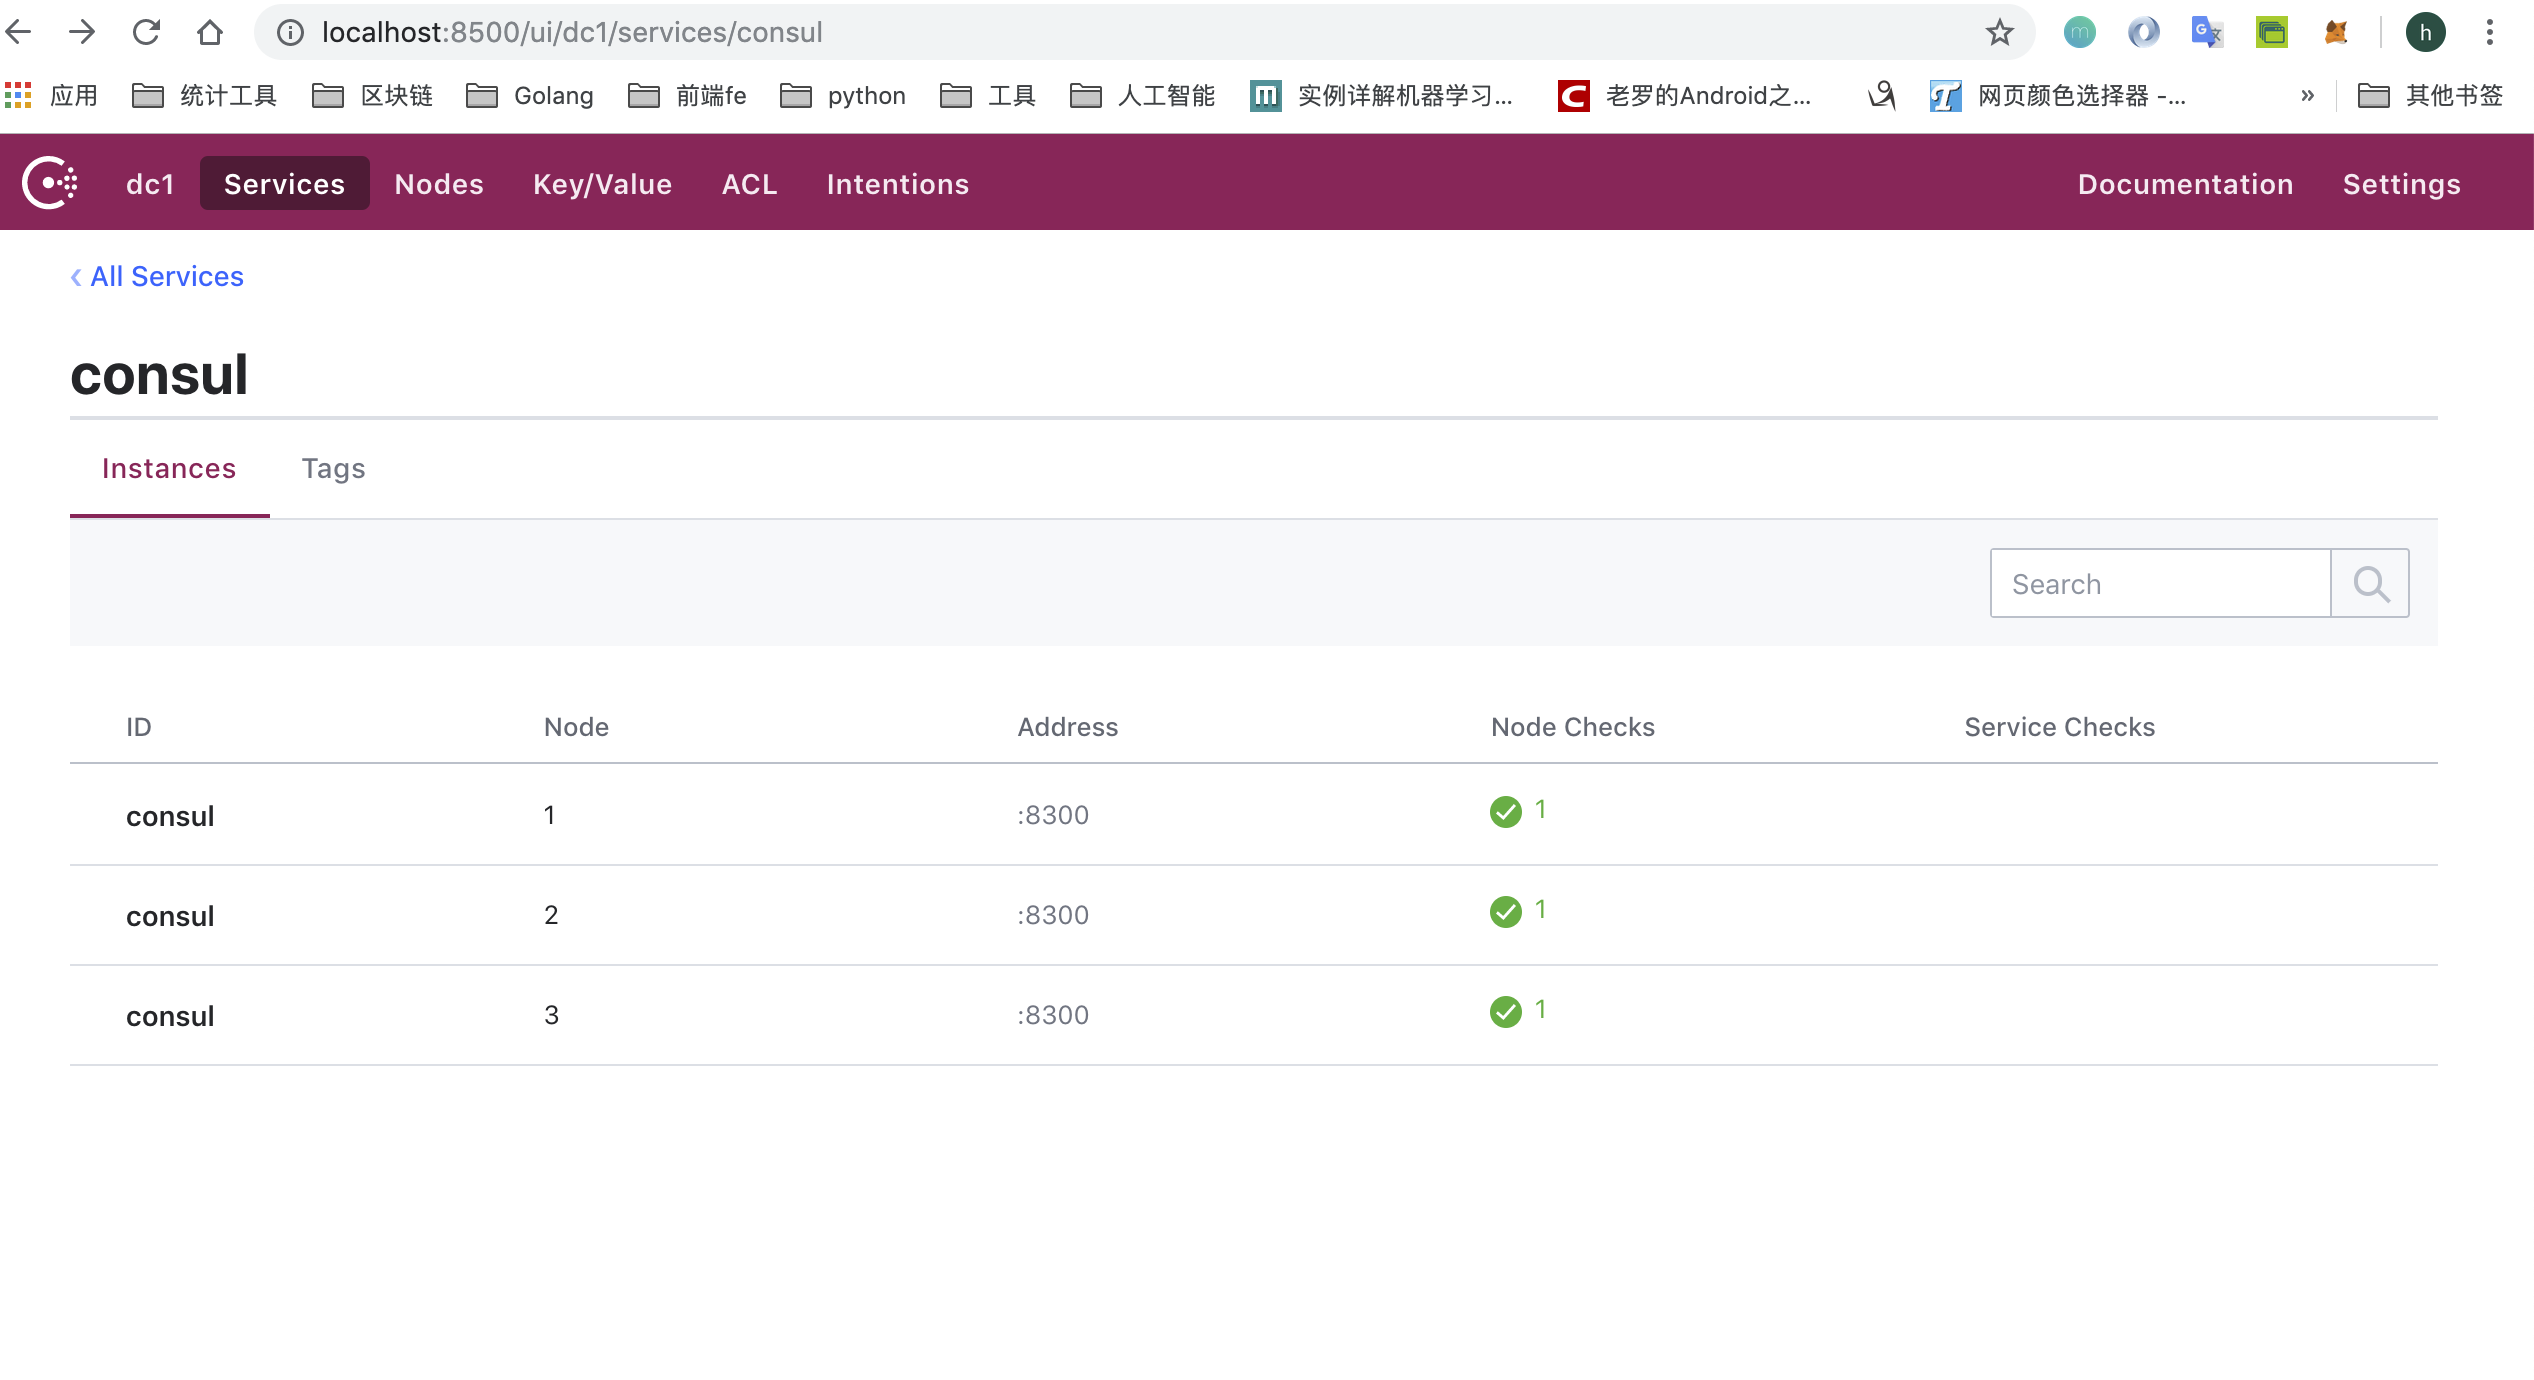 localhost:8500/ui/dc1/services/consul
m
h
应用 统计工具 区块链 Golang 前端fe python 工具 人工智能 m 实例详解机器学习... C 老罗的Android之... T 网页颜色选择器 -... » 其他书签
dc1 Services Nodes Key/Value ACL Intentions Documentation Settings
‹ All Services
consul
Instances Tags
Search
ID Node Address Node Checks Service Checks
consul 1 :8300 1
consul 2 :8300 1
consul 3 :8300 1